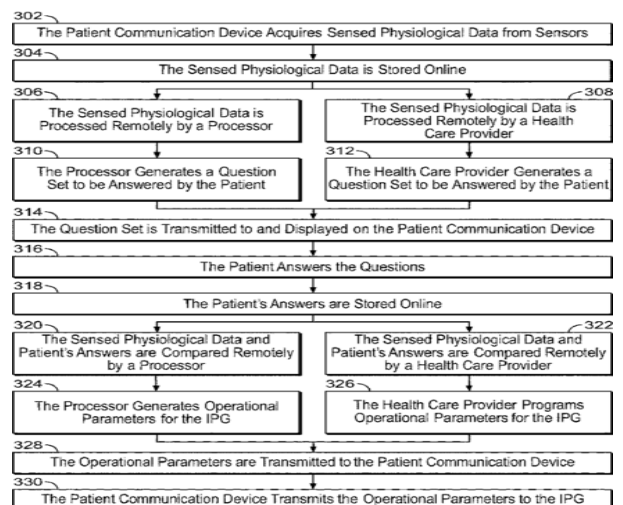 302
The Patient Communication Device Acquires Sensed Physiological Data from Sensors
304
The Sensed Physiological Data is Stored Online
306
The Sensed Physiological Data is
Processed Remotely by a Processor
308
The Sensed Physiological Data is
Processed Remotely by a Health
Care Provider
310
The Processor Generates a Question
Set to be Answered by the Patient
312
The Health Care Provider Generates a
Question Set to be Answered by the Patient
314
The Question Set is Transmitted to and Displayed on the Patient Communication Device
316
The Patient Answers the Questions
318
The Patient's Answers are Stored Online
320
The Sensed Physiological Data and
Patient's Answers are Compared Remotely
by a Processor
322
The Sensed Physiological Data and
Patient's Answers are Compared Remotely
by a Health Care Provider
324
The Processor Generates Operational
Parameters for the IPG
326
The Health Care Provider Programs
Operational Parameters for the IPG
328
The Operational Parameters are Transmitted to the Patient Communication Device
330
The Patient Communication Device Transmits the Operational Parameters to the IPG